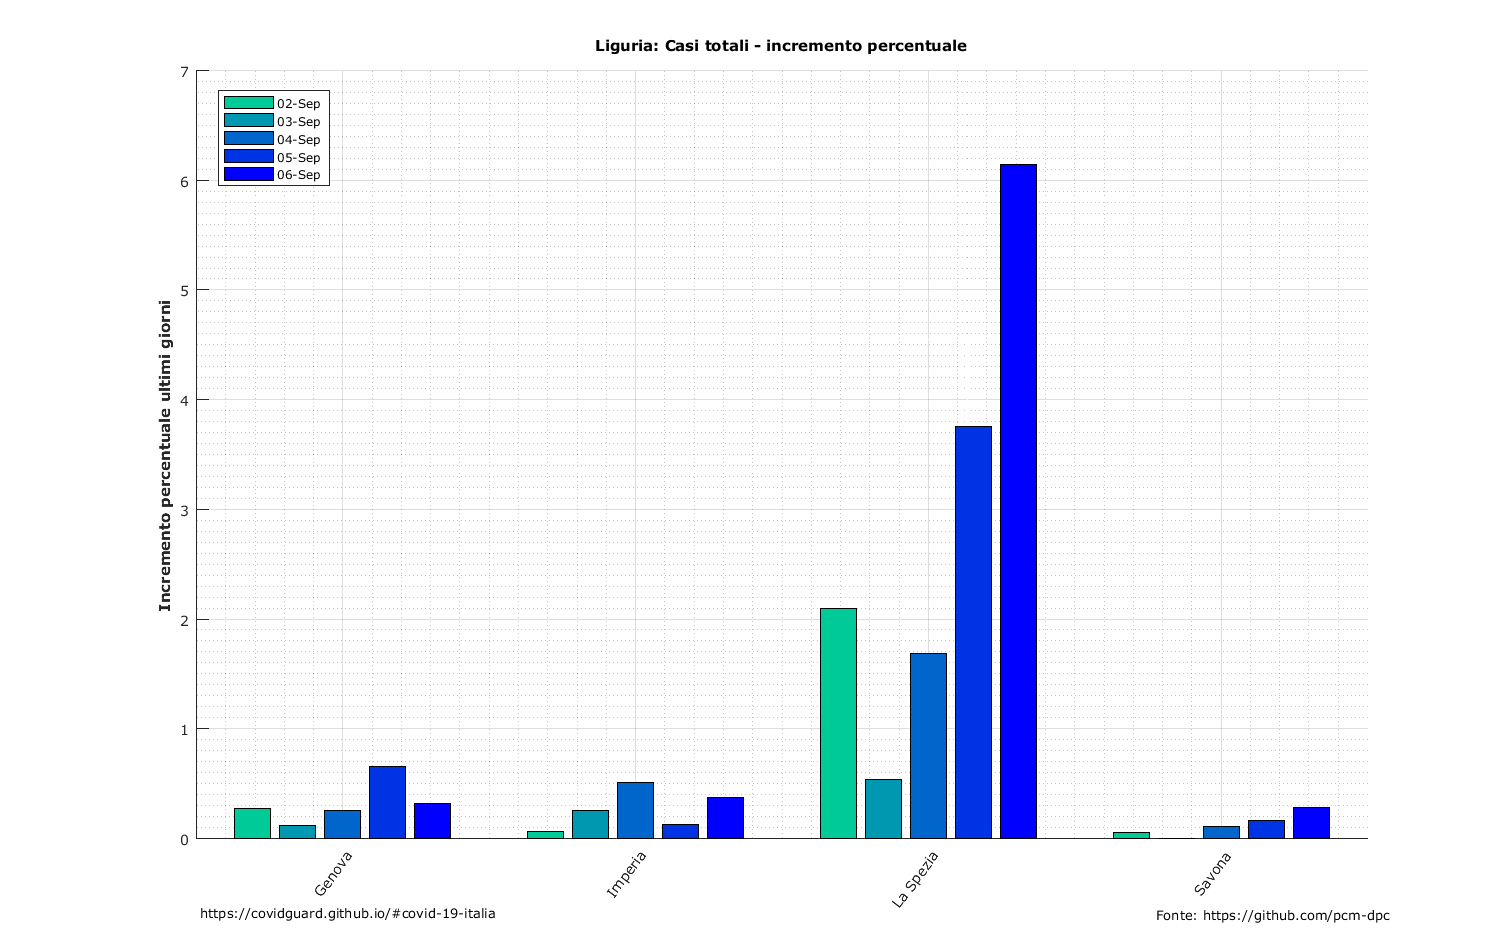 Liguria: Casi totali - incremento percentuale
Incremento percentuale ultimi giorni
7
6
5
4
3
2
1
0
02-Sep
03-Sep
04-Sep
05-Sep
06-Sep
Genova
Imperia
La Spezia
Savona
https://covidguard.github.io/#covid-19-italia
Fonte: https://github.com/pcm-dpc